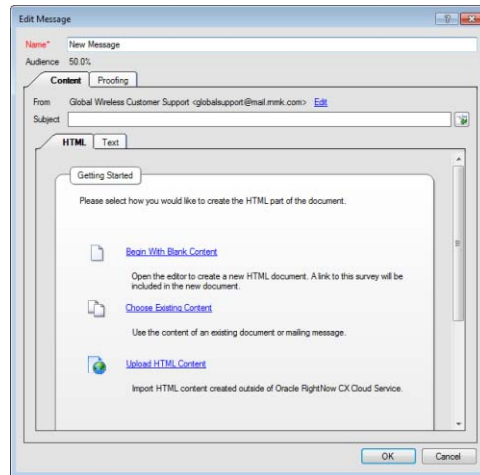 Edit Message
Name* New Message
Audience 50.0%
Content Proofing
From Global Wireless Customer Support <globalsupport@mail.mmk.com> Edit
Subject
HTML Text
Getting Started
Please select how you would like to create the HTML part of the document.
Begin With Blank Content
Open the editor to create a new HTML document. A link to this survey will be
included in the new document.
Choose Existing Content
Use the content of an existing document or mailing message.
Upload HTML Content
Import HTML content created outside of Oracle RightNow CX Cloud Service.
OK Cancel